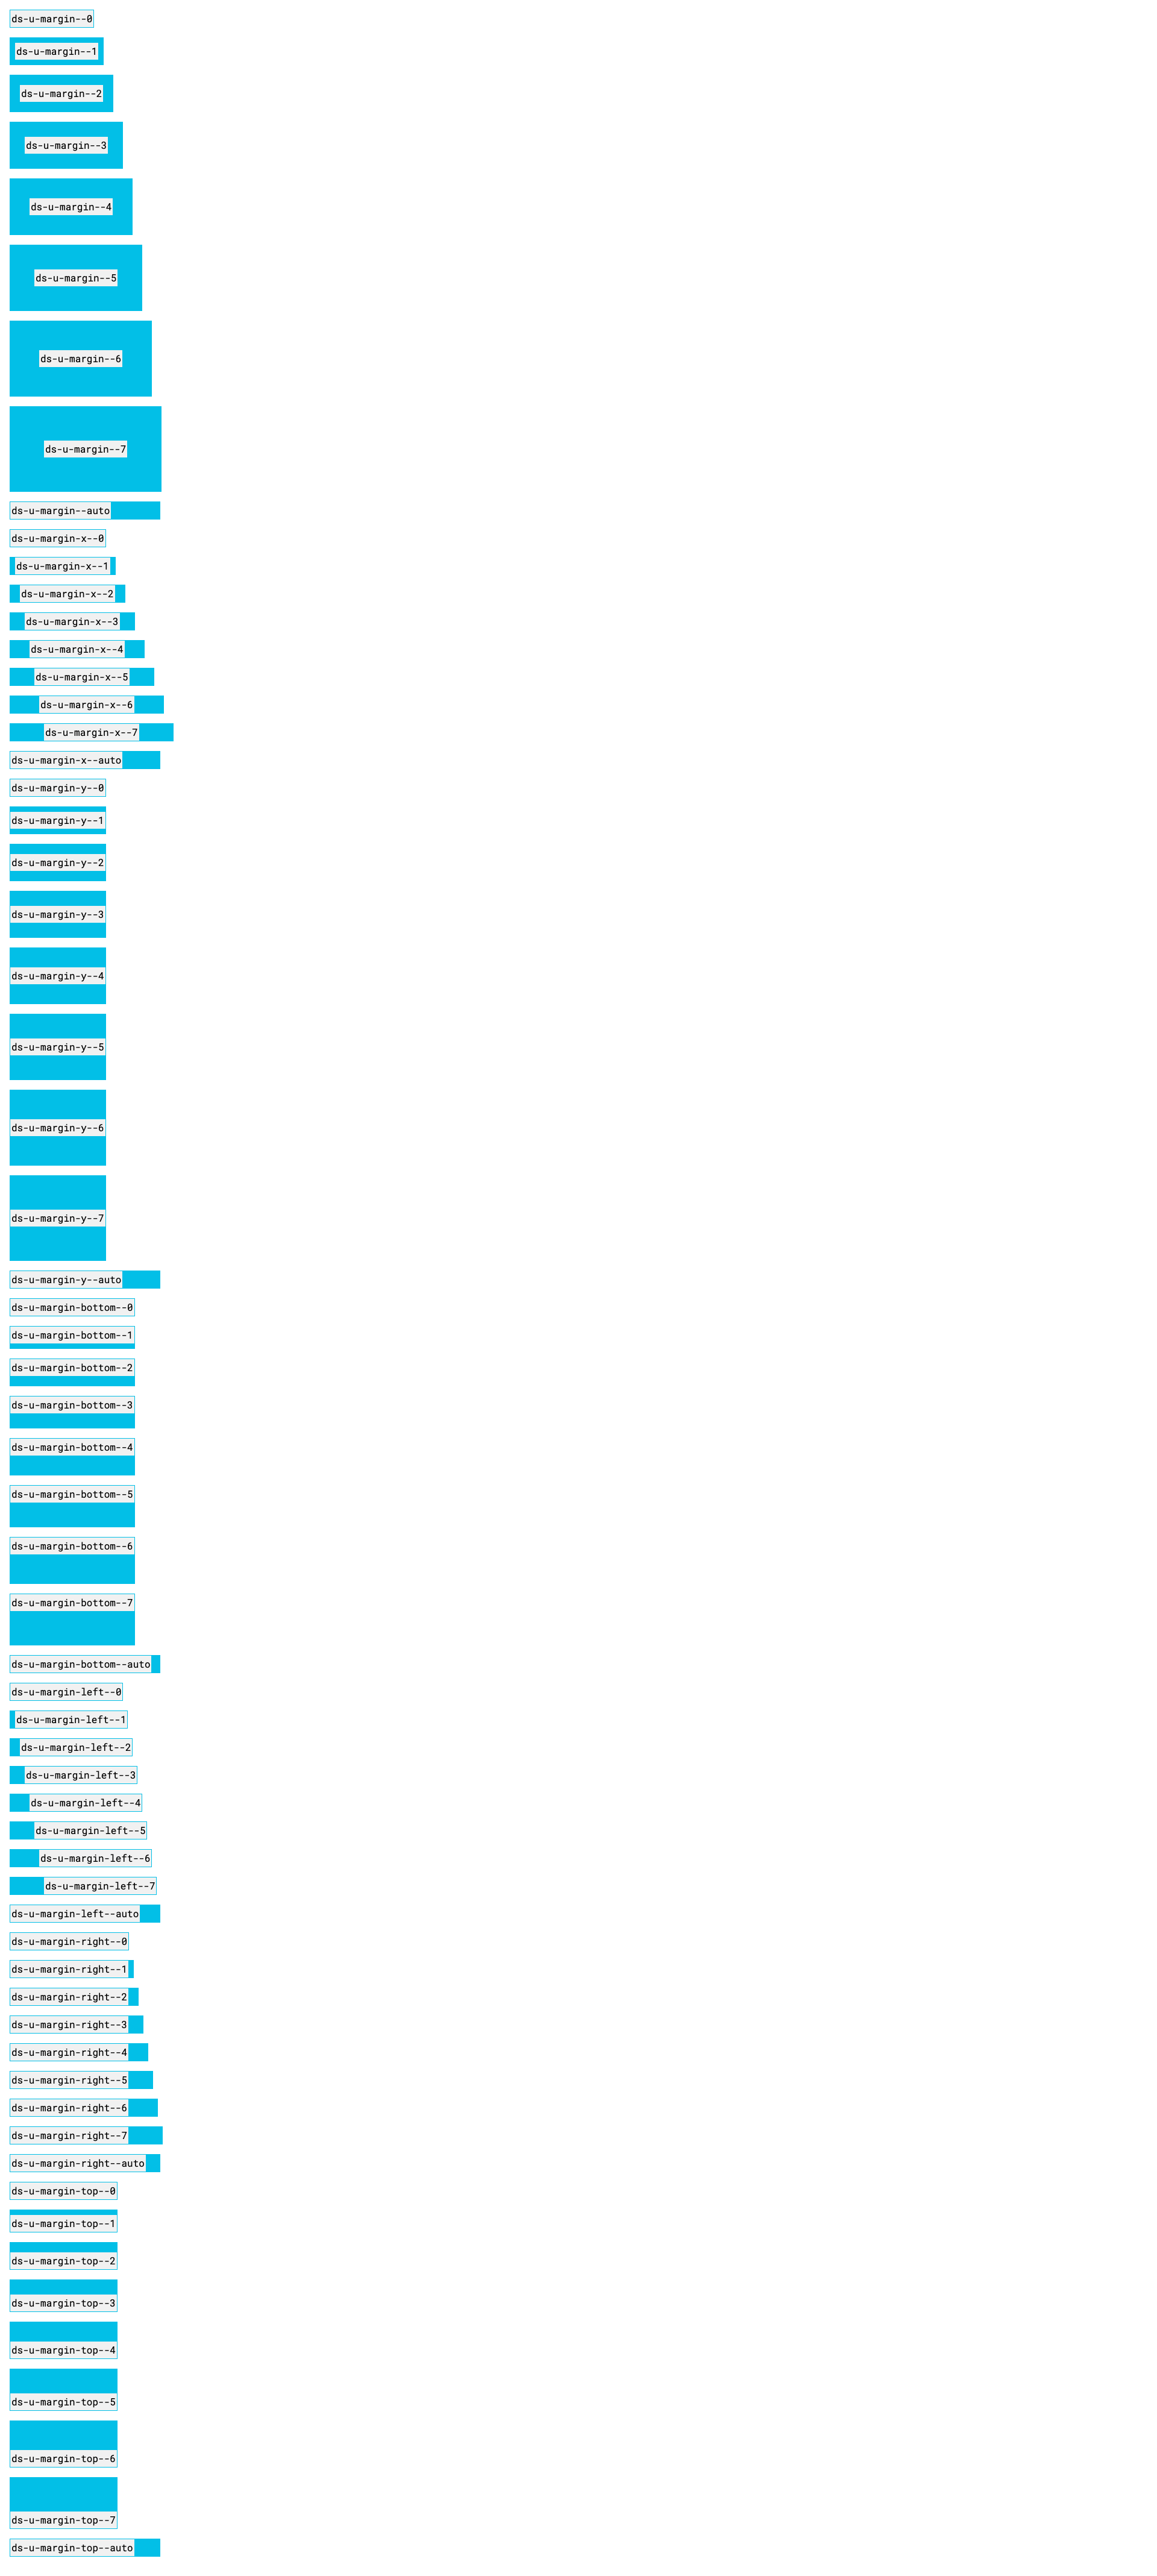 ds-u-margin--0
ds-u-margin--1
ds-u-margin--2
ds-u-margin--3
ds-u-margin--4
ds-u-margin--5
ds-u-margin--6
ds-u-margin--7
ds-u-margin--auto
ds-u-margin-x--0
ds-u-margin-x--1
ds-u-margin-x--2
ds-u-margin-x--3
ds-u-margin-x--4
ds-u-margin-x--5
ds-u-margin-x--6
ds-u-margin-x--7
ds-u-margin-x--auto
ds-u-margin-y--0
ds-u-margin-y--1
ds-u-margin-y--2
ds-u-margin-y--3
ds-u-margin-y--4
ds-u-margin-y--5
ds-u-margin-y--6
ds-u-margin-y--7
ds-u-margin-y--auto
ds-u-margin-bottom--0
ds-u-margin-bottom--1
ds-u-margin-bottom--2
ds-u-margin-bottom--3
ds-u-margin-bottom--4
ds-u-margin-bottom--5
ds-u-margin-bottom--6
ds-u-margin-bottom--7
ds-u-margin-bottom--auto
ds-u-margin-left--0
ds-u-margin-left--1
ds-u-margin-left--2
ds-u-margin-left--3
ds-u-margin-left--4
ds-u-margin-left--5
ds-u-margin-left--6
ds-u-margin-left--7
ds-u-margin-left--auto
ds-u-margin-right--0
ds-u-margin-right--1
ds-u-margin-right--2
ds-u-margin-right--3
ds-u-margin-right--4
ds-u-margin-right--5
ds-u-margin-right--6
ds-u-margin-right--7
ds-u-margin-right--auto
ds-u-margin-top--0
ds-u-margin-top--1
ds-u-margin-top--2
ds-u-margin-top--3
ds-u-margin-top--4
ds-u-margin-top--5
ds-u-margin-top--6
ds-u-margin-top--7
ds-u-margin-top--auto